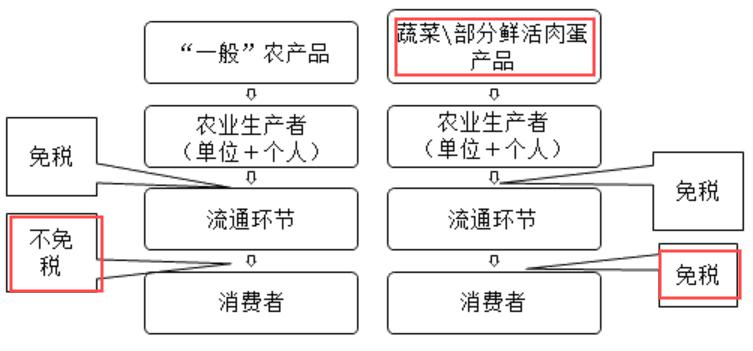 “一般”农产品
蔬菜\部分鲜活肉蛋
产品
农业生产者
（单位＋个人）
农业生产者
（单位＋个人）
免税
免税
流通环节
流通环节
不免
税
免税
消费者
消费者